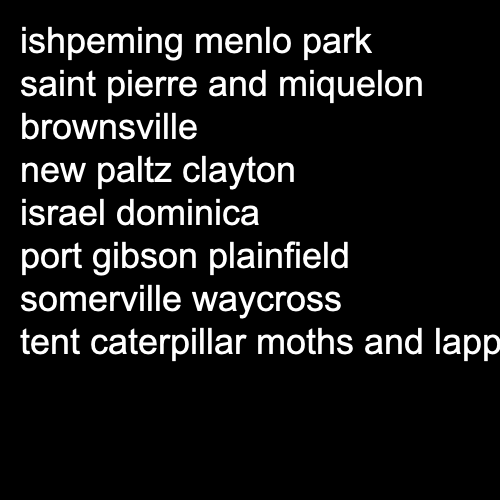 ishpeming menlo park
saint pierre and miquelon
brownsville
new paltz clayton
israel dominica
port gibson plainfield
somerville waycross
tent caterpillar moths and lapp